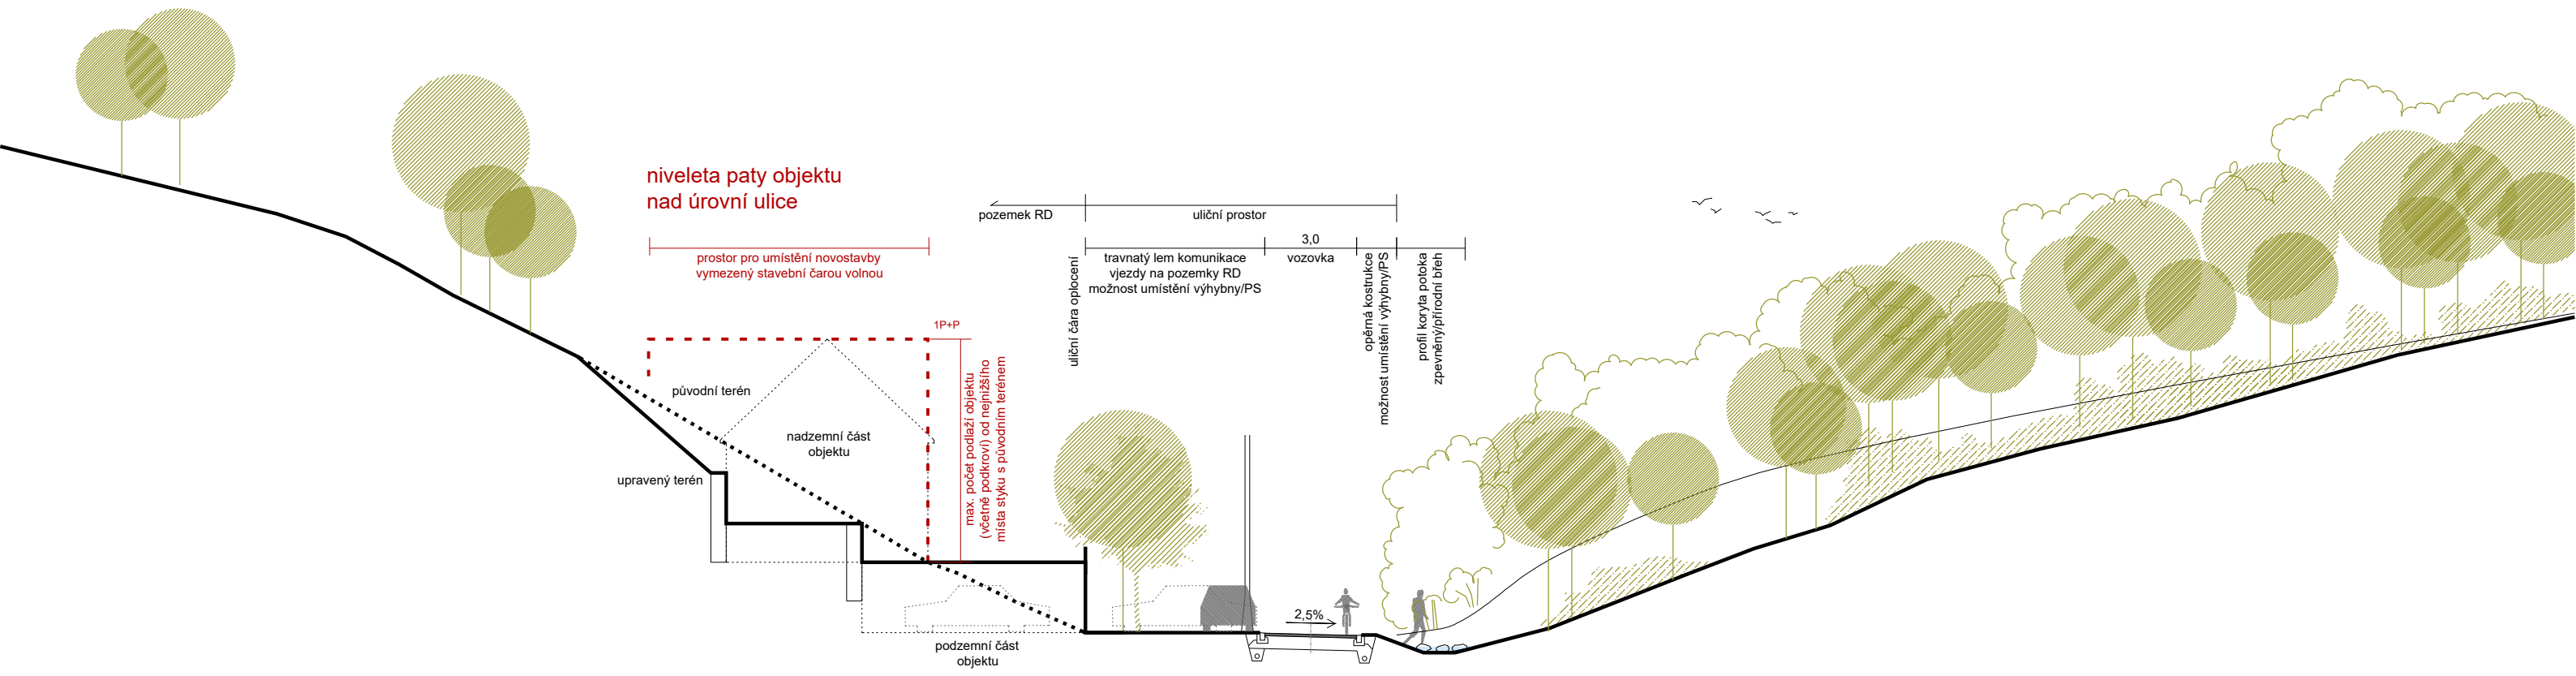 niveleta paty objektu
nad úrovní ulice
prostor pro umístění novostavby
vymezený stavební čarou volnou
pozemek RD
uliční prostor
uliční čára oplocení
travnatý lem komunikace
vjezdy na pozemky RD
možnost umístění výhybny/PS
3,0
vozovka
opěrná kostrukce
možnost umístění výhybny/PS
profil koryta potoka
zpevněný/přírodní břeh
1P+P
max. počet podlaží objektu
(včetně podkroví) od nejnižšího
místa styku s původním terénem
původní terén
nadzemní část
objektu
upravený terén
2,5%
podzemní část
objektu